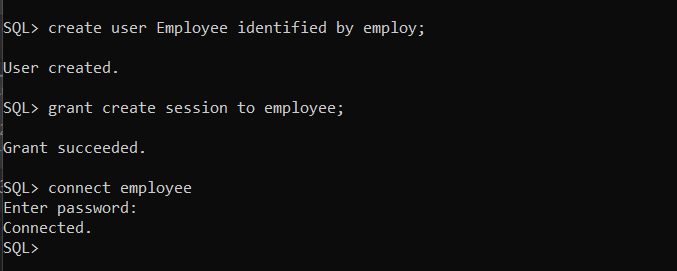 SQL> create user Employee identified by employ;
User created.
SQL> grant create session to employee;
Grant succeeded.
SQL> connect employee
Enter password:
Connected.
SQL>